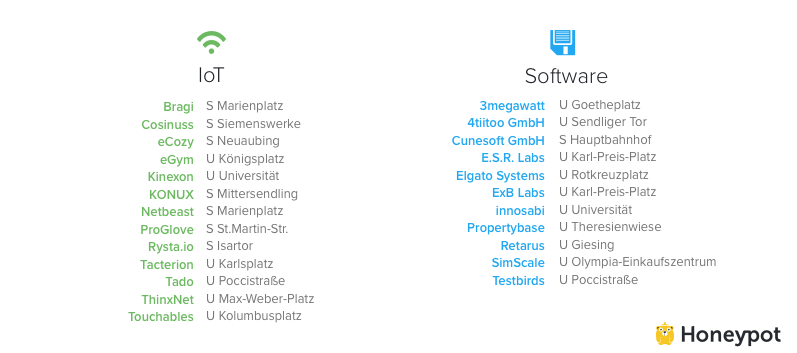 IoT
Bragi S Marienplatz
Cosinuss S Siemenswerke
eCozy S Neuaubing
eGym U Königsplatz
Kinexon U Universität
KONUX S Mittersendling
Netbeast S Marienplatz
ProGlove S St.Martin-Str.
Rysta.io S Isartor
Tacterion U Karlsplatz
Tado U Poccistraße
ThinxNet U Max-Weber-Platz
Touchables U Kolumbusplatz
Software
3megawatt U Goetheplatz
4tiitoo GmbH U Sendliger Tor
Cunesoft GmbH S Hauptbahnhof
E.S.R. Labs U Karl-Preis-Platz
Elgato Systems U Rotkreuzplatz
ExB Labs U Karl-Preis-Platz
innosabi U Universität
Propertybase U Theresienwiese
Retarus U Giesing
SimScale U Olympia-Einkaufszentrum
Testbirds U Poccistraße
Honeypot